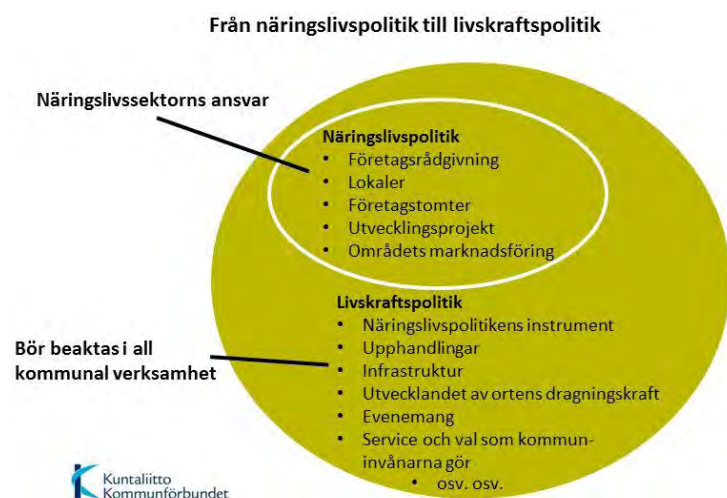 Från näringslivspolitik till livskraftspolitik
Näringslivssektorns ansvar
Näringslivspolitik
• Företagsrådgivning
• Lokaler
• Företagstomter
• Utvecklingsprojekt
• Områdets marknadsföring
Livskraftspolitik
• Näringslivspolitikens instrument
• Upphandlingar
• Infrastruktur
• Utvecklandet av ortens dragningskraft
• Evenemang
• Service och val som kommun-
invånarna gör
• osv. osv.
Bör beaktas i all
kommunal verksamhet
Kuntaliitto
Kommunförbundet